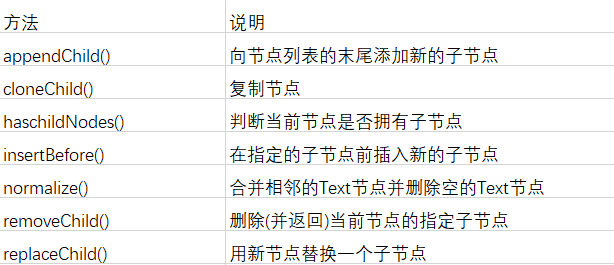 方法 说明
appendChild() 向节点列表的末尾添加新的子节点
cloneChild() 复制节点
haschildNodes() 判断当前节点是否拥有子节点
insertBefore() 在指定的子节点前插入新的子节点
normalize() 合并相邻的Text节点并删除空的Text节点
removeChild() 删除(并返回)当前节点的指定子节点
replaceChild() 用新节点替换一个子节点